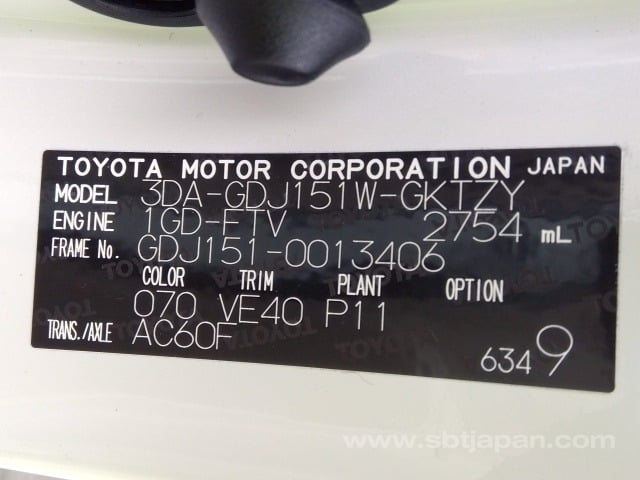 TOYOTA MOTOR CORPORATION JAPAN
MODEL 3DA-GDJ151W-GKTZY
ENGINE 1GD-FTV 2754 mL
FRAME No. GDJ151-0013406
COLOR TRIM PLANT OPTION
070 VE40 P11
TRANS./AXLE AC60F
6349
www.sbtjapan.com